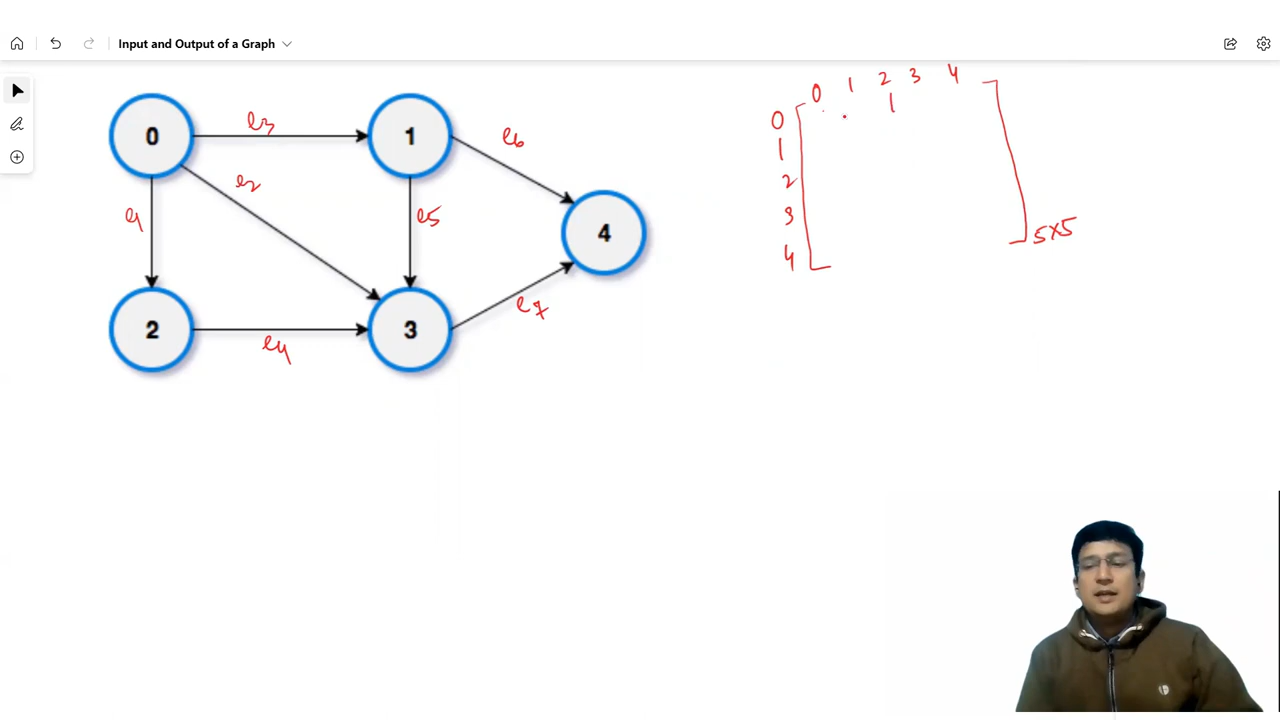 Input and Output of a Graph
0 1 2 3 4
0 1
1
2
3
4
5x5
0 e3 1 e6
e2
e1 e5 4
e7
2 e4 3